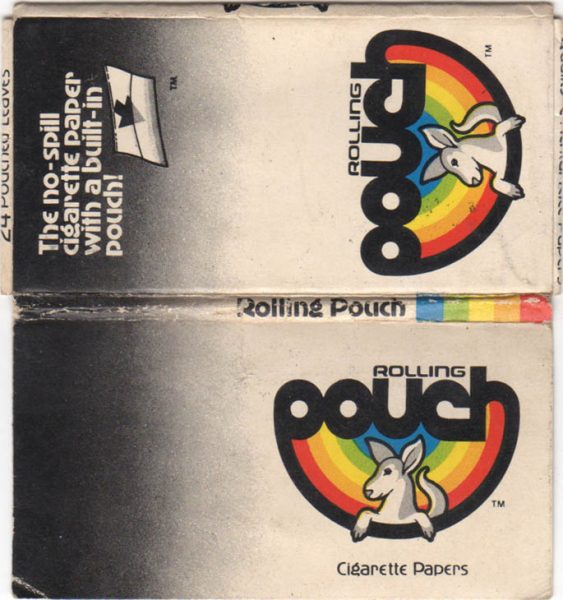 24 Pouched Leaves
The no-spill
cigarette paper
with a built-in
pouch!
TM
ROLLING
pouch
TM
Rolling Pouch
ROLLING
pouch
TM
Cigarette Papers